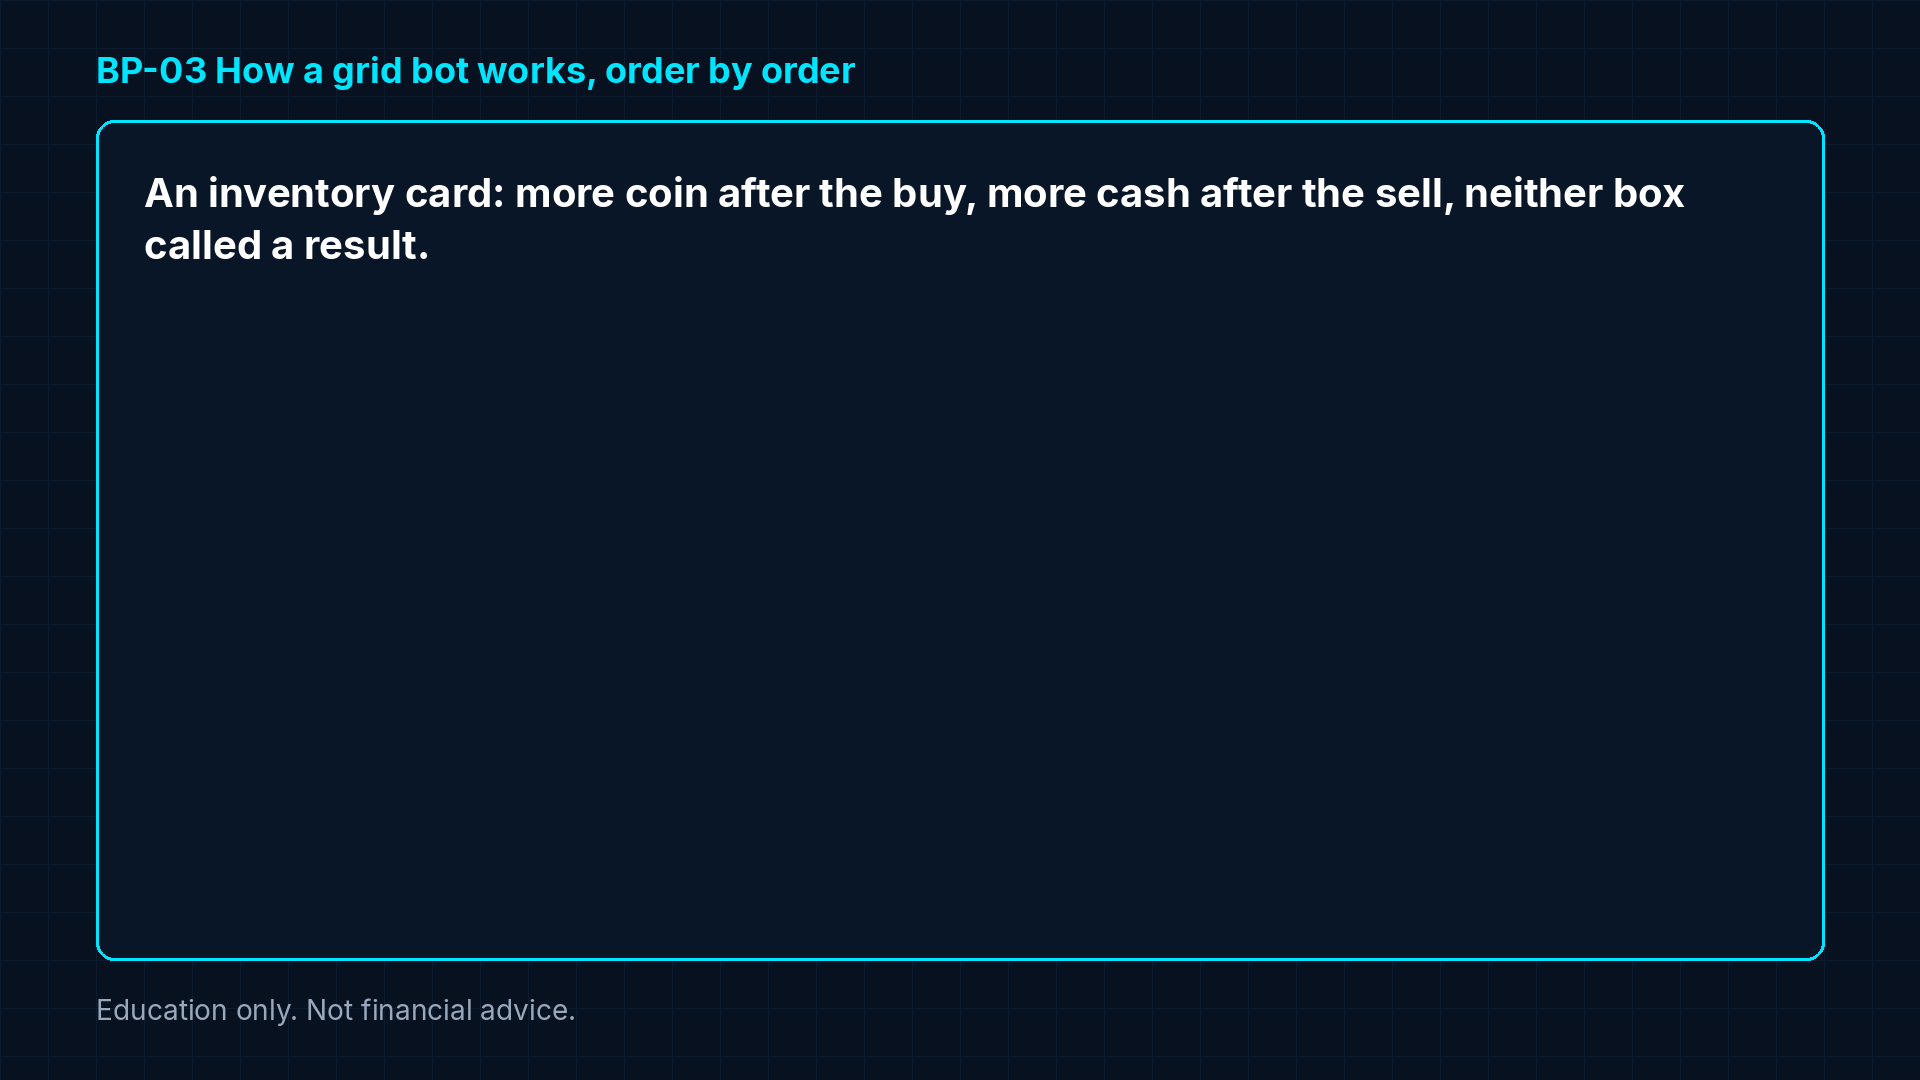 BP-03 How a grid bot works, order by order
An inventory card: more coin after the buy, more cash after the sell, neither box
called a result.
Education only. Not financial advice.